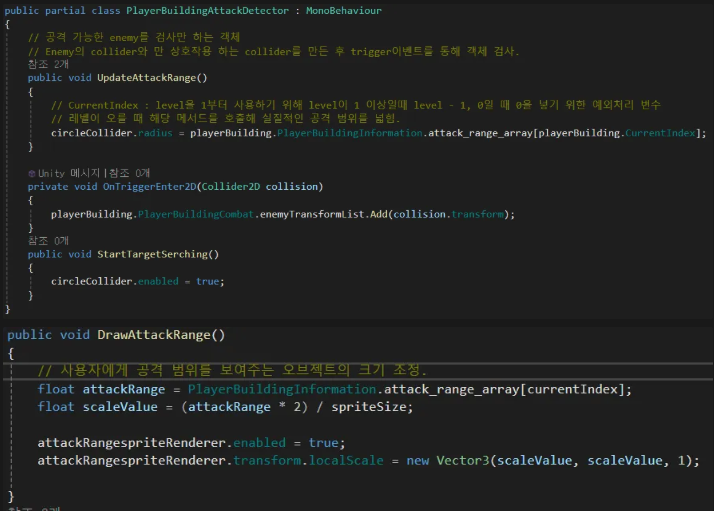 public partial class PlayerBuildingAttackDetector : MonoBehaviour
{
// 공격 가능한 enemy를 검사만 하는 객체
// Enemy의 collider와 만 상호작용 하는 collider를 만든 후 trigger이벤트를 통해 객체 검사.
참조 2개
public void UpdateAttackRange()
{
// CurrentIndex : level을 1부터 사용하기 위해 level이 1 이상일때 level - 1, 0일 때 0을 넣기 위한 예외처리 변수
// 레벨이 오를 때 해당 메서드를 호출해 실질적인 공격 범위를 넓힘.
circleCollider.radius = playerBuilding.PlayerBuildingInformation.attack_range_array[playerBuilding.CurrentIndex];
}
Unity 메시지 | 참조 0개
private void OnTriggerEnter2D(Collider2D collision)
{
playerBuilding.PlayerBuildingCombat.enemyTransformList.Add(collision.transform);
}
참조 0개
public void StartTargetSerching()
{
circleCollider.enabled = true;
}
}
public void DrawAttackRange()
{
// 사용자에게 공격 범위를 보여주는 오브젝트의 크기 조정.
float attackRange = PlayerBuildingInformation.attack_range_array[currentIndex];
float scaleValue = (attackRange * 2) / spriteSize;
attackRangespriteRenderer.enabled = true;
attackRangespriteRenderer.transform.localScale = new Vector3(scaleValue, scaleValue, 1);
}